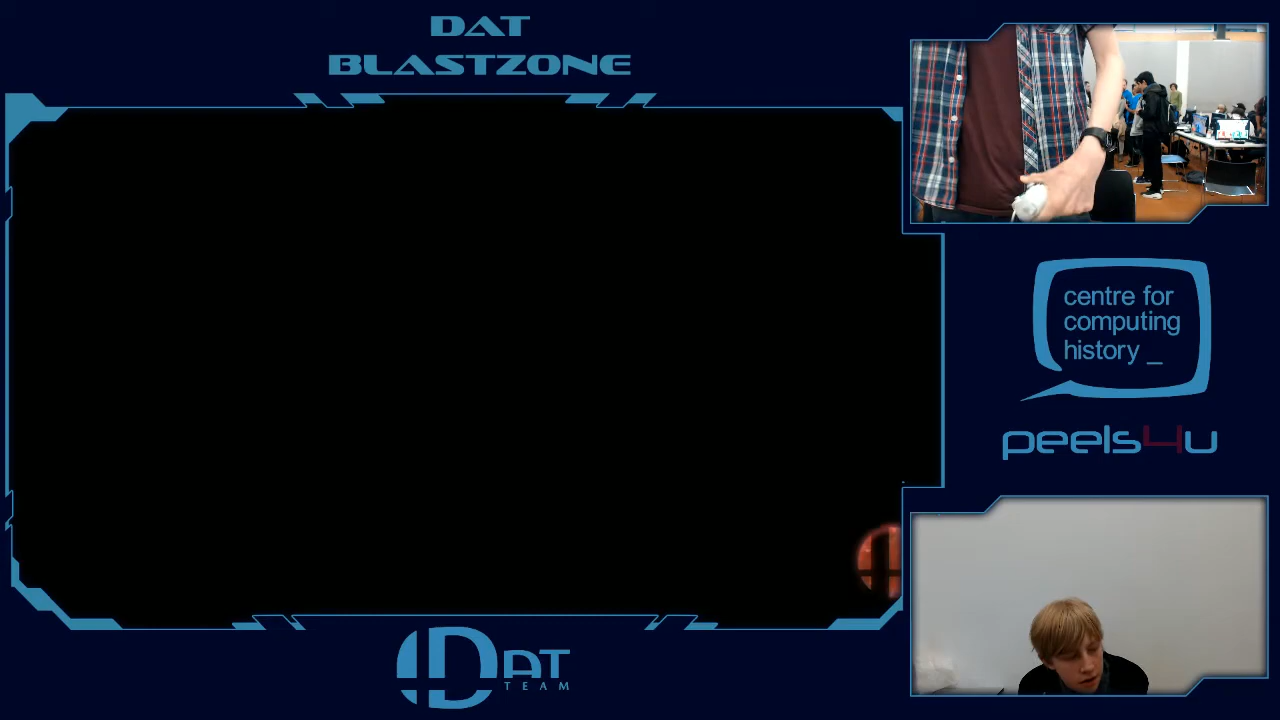 DAT
BLASTZONE
centre for
computing
history _
peels4u
DAT
TEAM